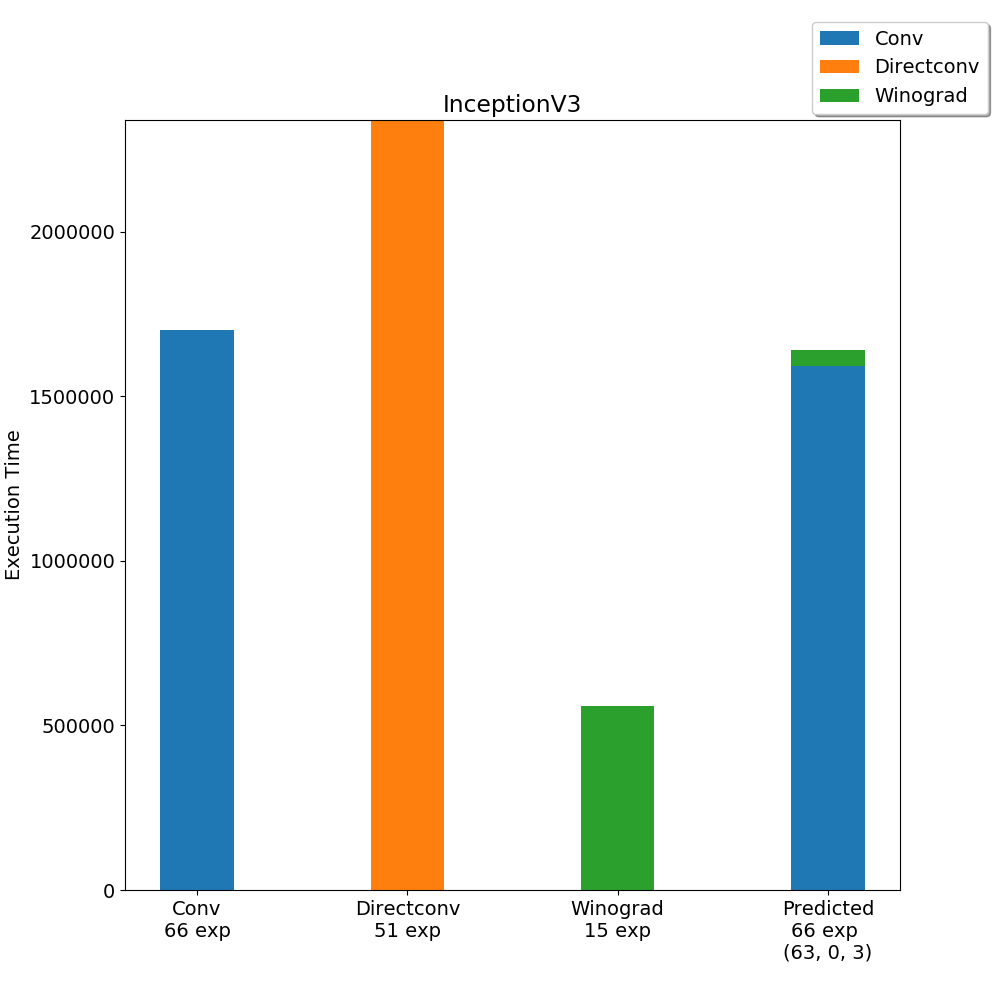 Conv
Directconv
Winograd
InceptionV3
Execution Time
2000000
1500000
1000000
500000
0
Conv
66 exp
Directconv
51 exp
Winograd
15 exp
Predicted
66 exp
(63, 0, 3)